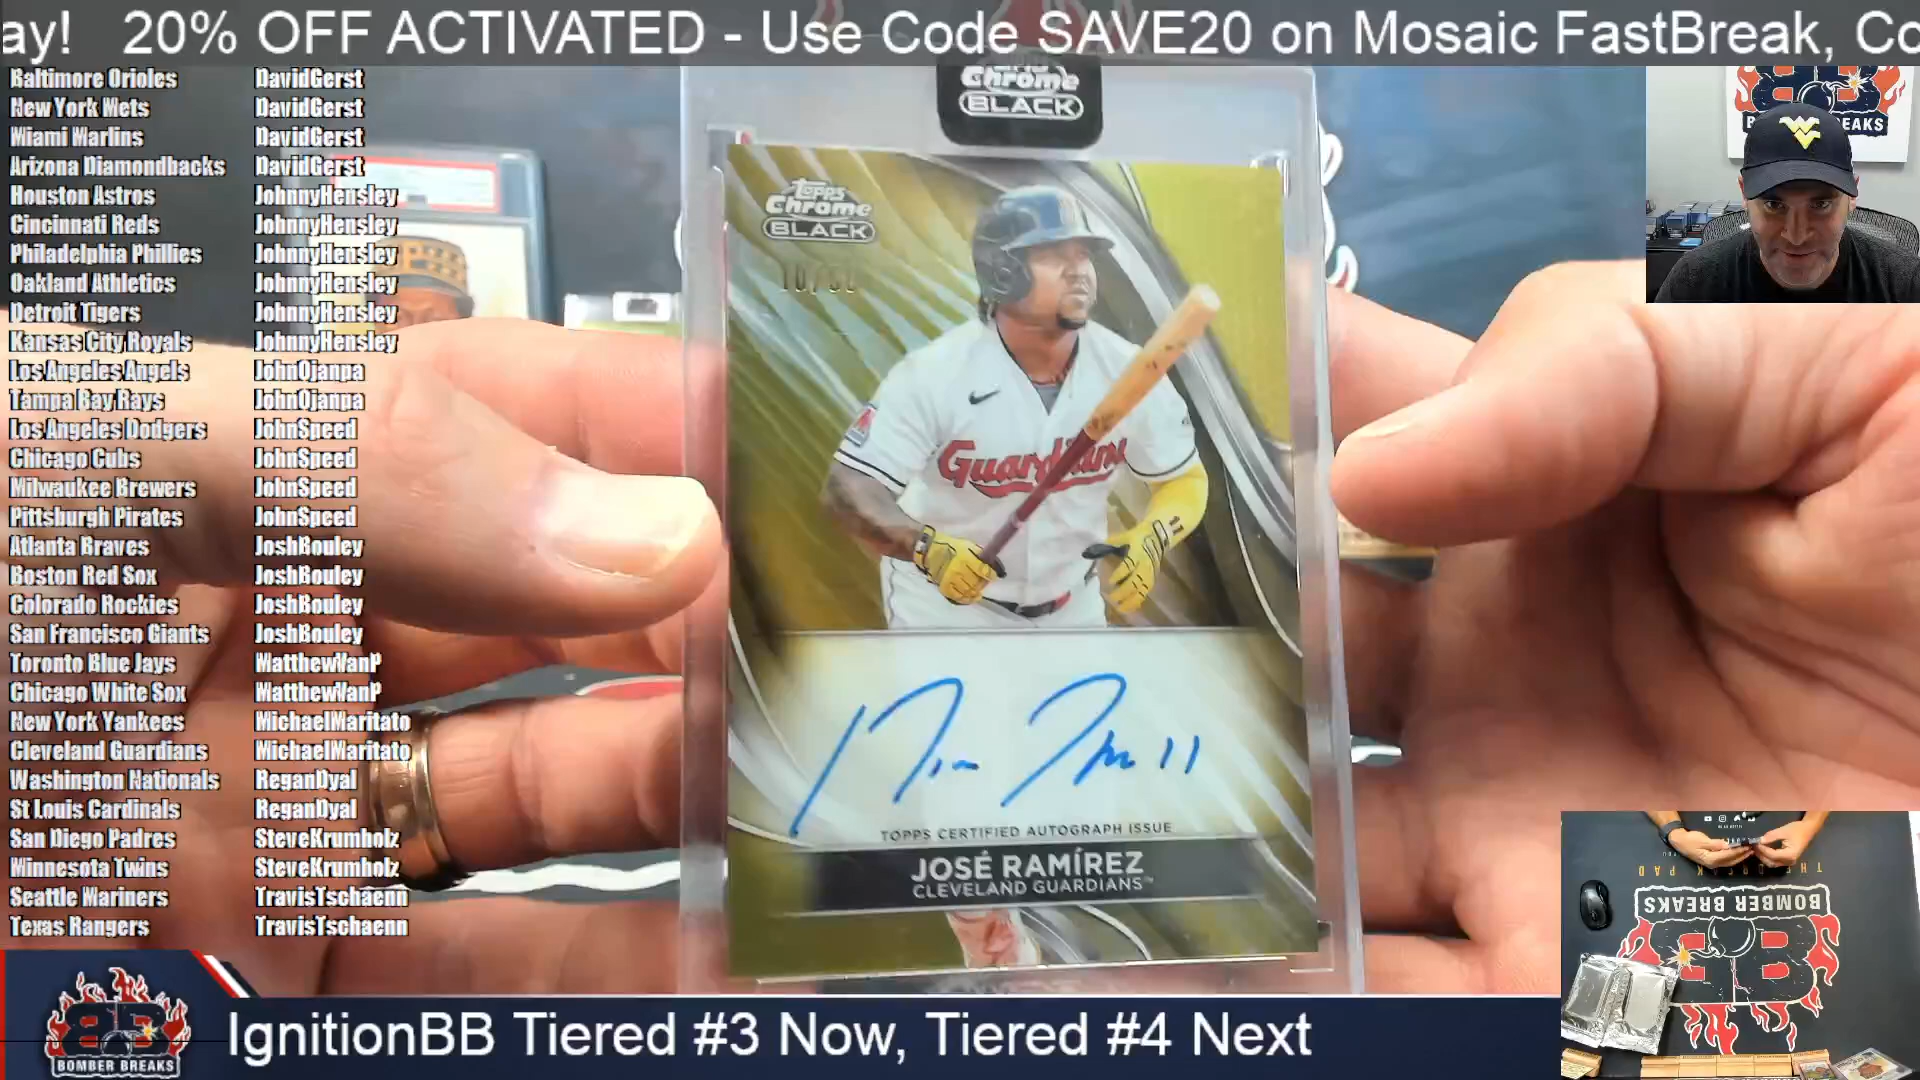 ay! 20% OFF ACTIVATED - Use Code SAVE20 on Mosaic FastBreak, Co
Baltimore Orioles DavidGerst
New York Mets DavidGerst
Miami Marlins DavidGerst
Arizona Diamondbacks DavidGerst
Houston Astros JohnnyHensley
Cincinnati Reds JohnnyHensley
Philadelphia Phillies JohnnyHensley
Oakland Athletics JohnnyHensley
Detroit Tigers JohnnyHensley
Kansas City Royals JohnnyHensley
Los Angeles Angels JohnOjanpa
Tampa Bay Rays JohnOjanpa
Los Angeles Dodgers JohnSpeed
Chicago Cubs JohnSpeed
Milwaukee Brewers JohnSpeed
Pittsburgh Pirates JohnSpeed
Atlanta Braves JoshBouley
Boston Red Sox JoshBouley
Colorado Rockies JoshBouley
San Francisco Giants JoshBouley
Toronto Blue Jays MatthewVanP
Chicago White Sox MatthewVanP
New York Yankees MichaelMaritato
Cleveland Guardians MichaelMaritato
Washington Nationals ReganDyal
St Louis Cardinals ReganDyal
San Diego Padres SteveKrumholz
Minnesota Twins SteveKrumholz
Seattle Mariners TravisTschaenn
Texas Rangers TravisTschaenn
Chrome
BLACK
Topps
Chrome
BLACK
Guardians
11
TOPPS CERTIFIED AUTOGRAPH ISSUE
JOSÉ RAMÍREZ
CLEVELAND GUARDIANS™
BB
BOMBER BREAKS
IgnitionBB Tiered #3 Now, Tiered #4 Next
BOMBER BREAKS
BB